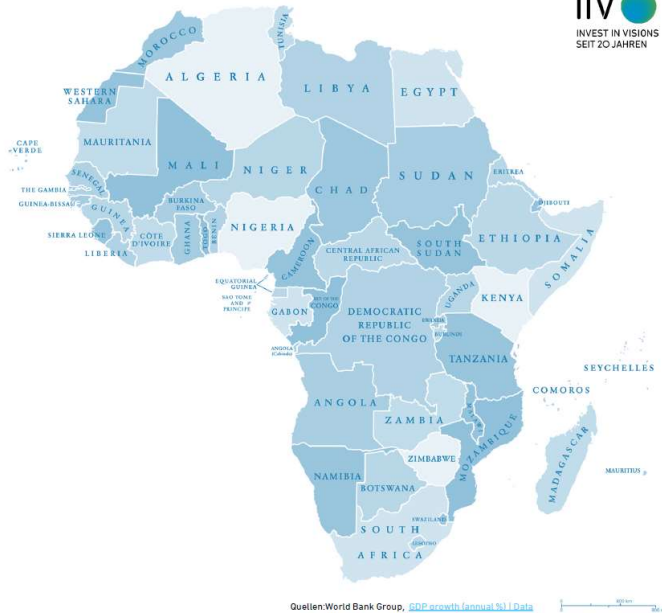 IIV
INVEST IN VISIONS
SEIT 20 JAHREN
MOROCCO
TUNISIA
ALGERIA
LIBYA
EGYPT
WESTERN
SAHARA
CAPE
VERDE
MAURITANIA
MALI
NIGER
CHAD
SUDAN
ERITREA
DJIBOUTI
SENEGAL
THE GAMBIA
GUINEA-BISSAU
GUINEA
SIERRA LEONE
LIBERIA
CÔTE
D'IVOIRE
BURKINA
FASO
GHANA
TOGO
BENIN
NIGERIA
CAMEROON
CENTRAL AFRICAN
REPUBLIC
SOUTH
SUDAN
ETHIOPIA
SOMALIA
EQUATORIAL
GUINEA
SAO TOME
AND
PRINCIPE
GABON
REP. OF THE
CONGO
DEMOCRATIC
REPUBLIC
OF THE CONGO
UGANDA
KENYA
RWANDA
BURUNDI
TANZANIA
ANGOLA
(Cabinda)
SEYCHELLES
COMOROS
ANGOLA
ZAMBIA
MALAWI
MOZAMBIQUE
ZIMBABWE
MADAGASCAR
MAURITIUS
NAMIBIA
BOTSWANA
SWAZILAND
LESOTHO
SOUTH
AFRICA
Quellen:World Bank Group, GDP growth (annual %) | Data